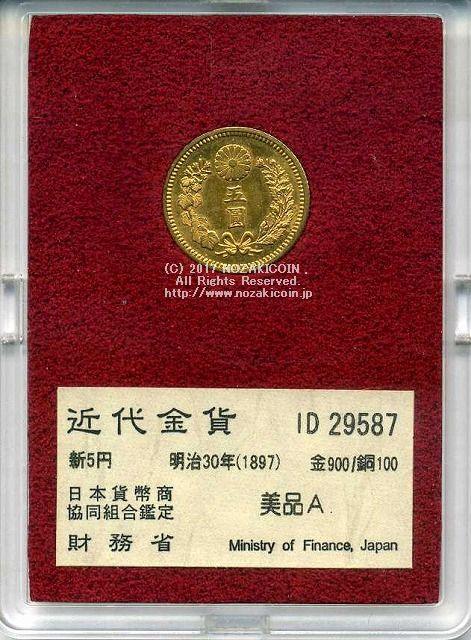 五圓
(C) 2017 NOZAKICOIN .
All Rights Reserved.
http://www.nozakicoin.jp
近代金貨 ID 29587
新5円 明治30年(1897) 金900/銅100
日本貨幣商
協同組合鑑定 美品A
財務省 Ministry of Finance, Japan